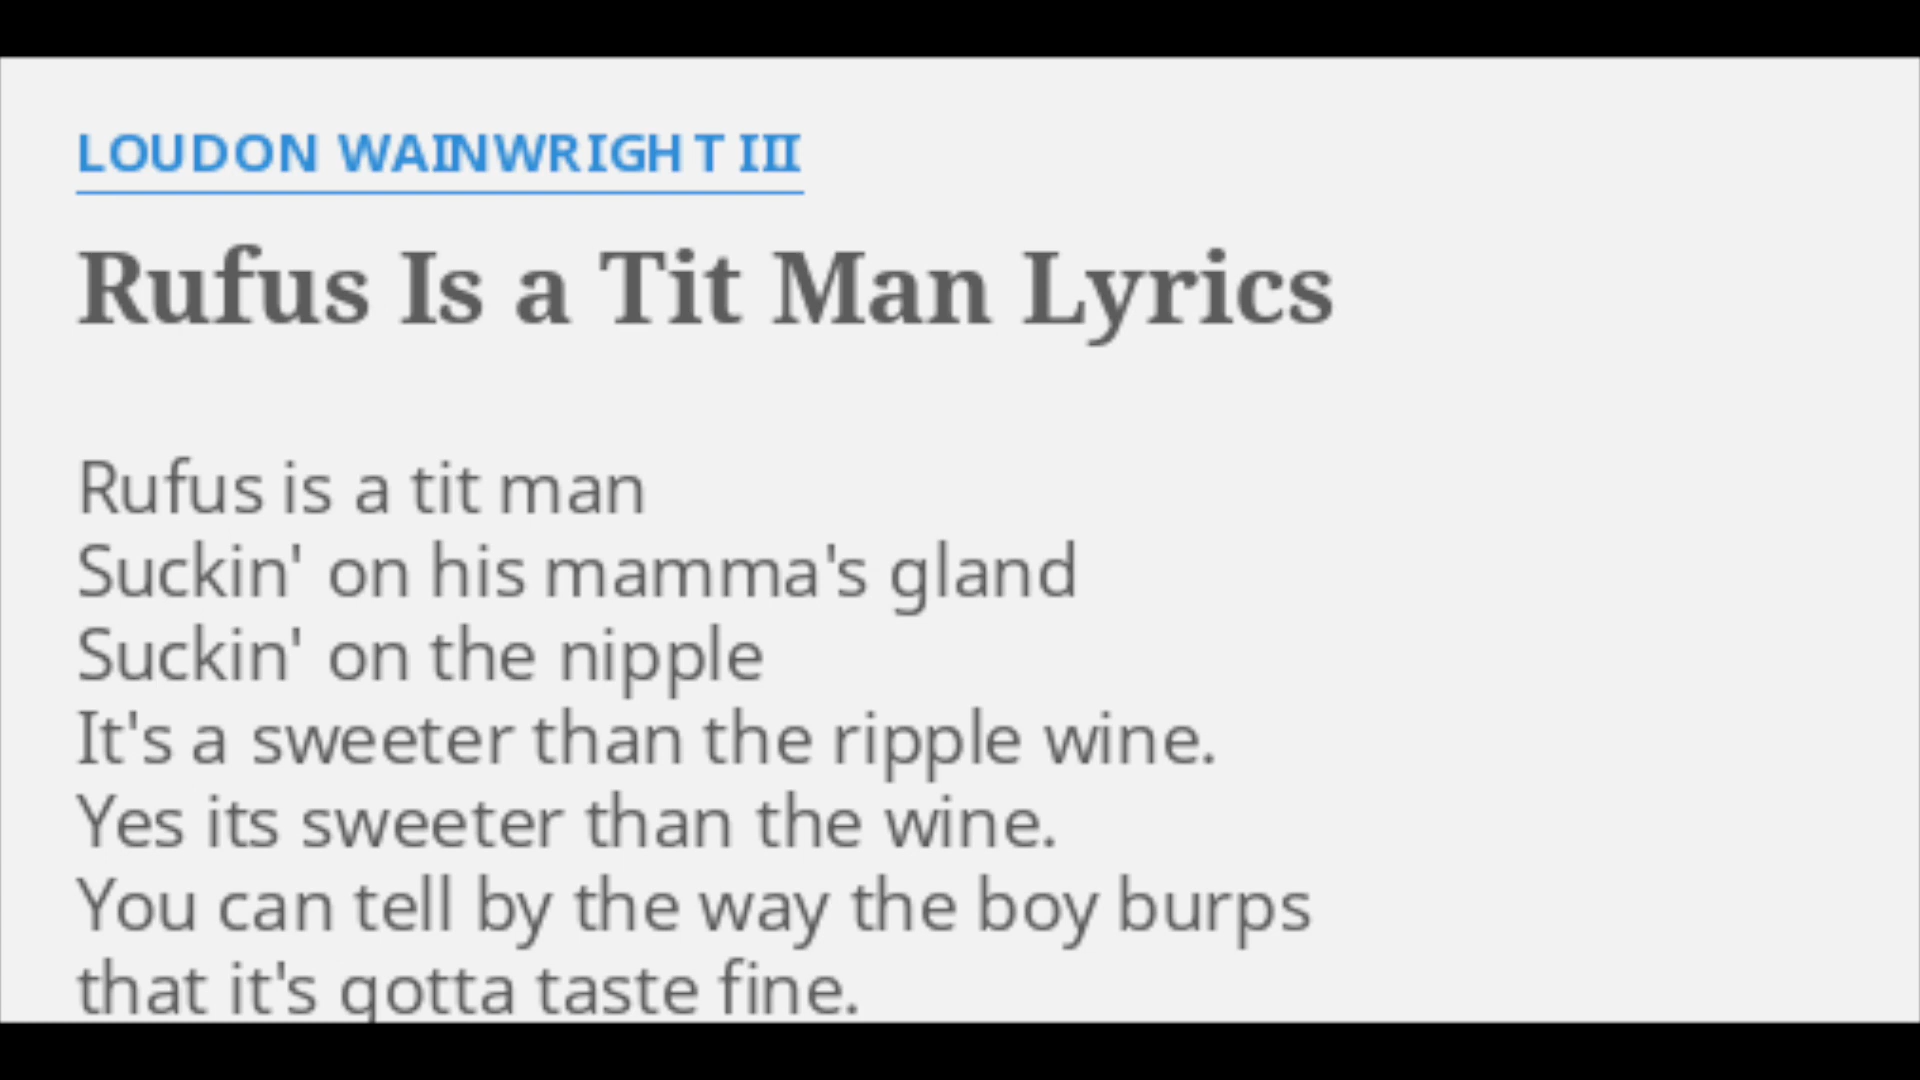 LOUDON WAINWRIGHT III
Rufus Is a Tit Man Lyrics
Rufus is a tit man
Suckin' on his mamma's gland
Suckin' on the nipple
It's a sweeter than the ripple wine.
Yes its sweeter than the wine.
You can tell by the way the boy burps
that it's gotta taste fine.